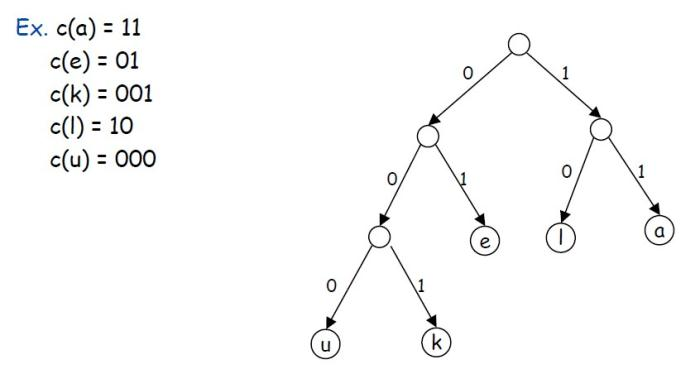 Ex. c(a) = 11
c(e) = 01
c(k) = 001
c(l) = 10
c(u) = 000
0
1
0
1
0
1
e
l
a
0
1
u
k